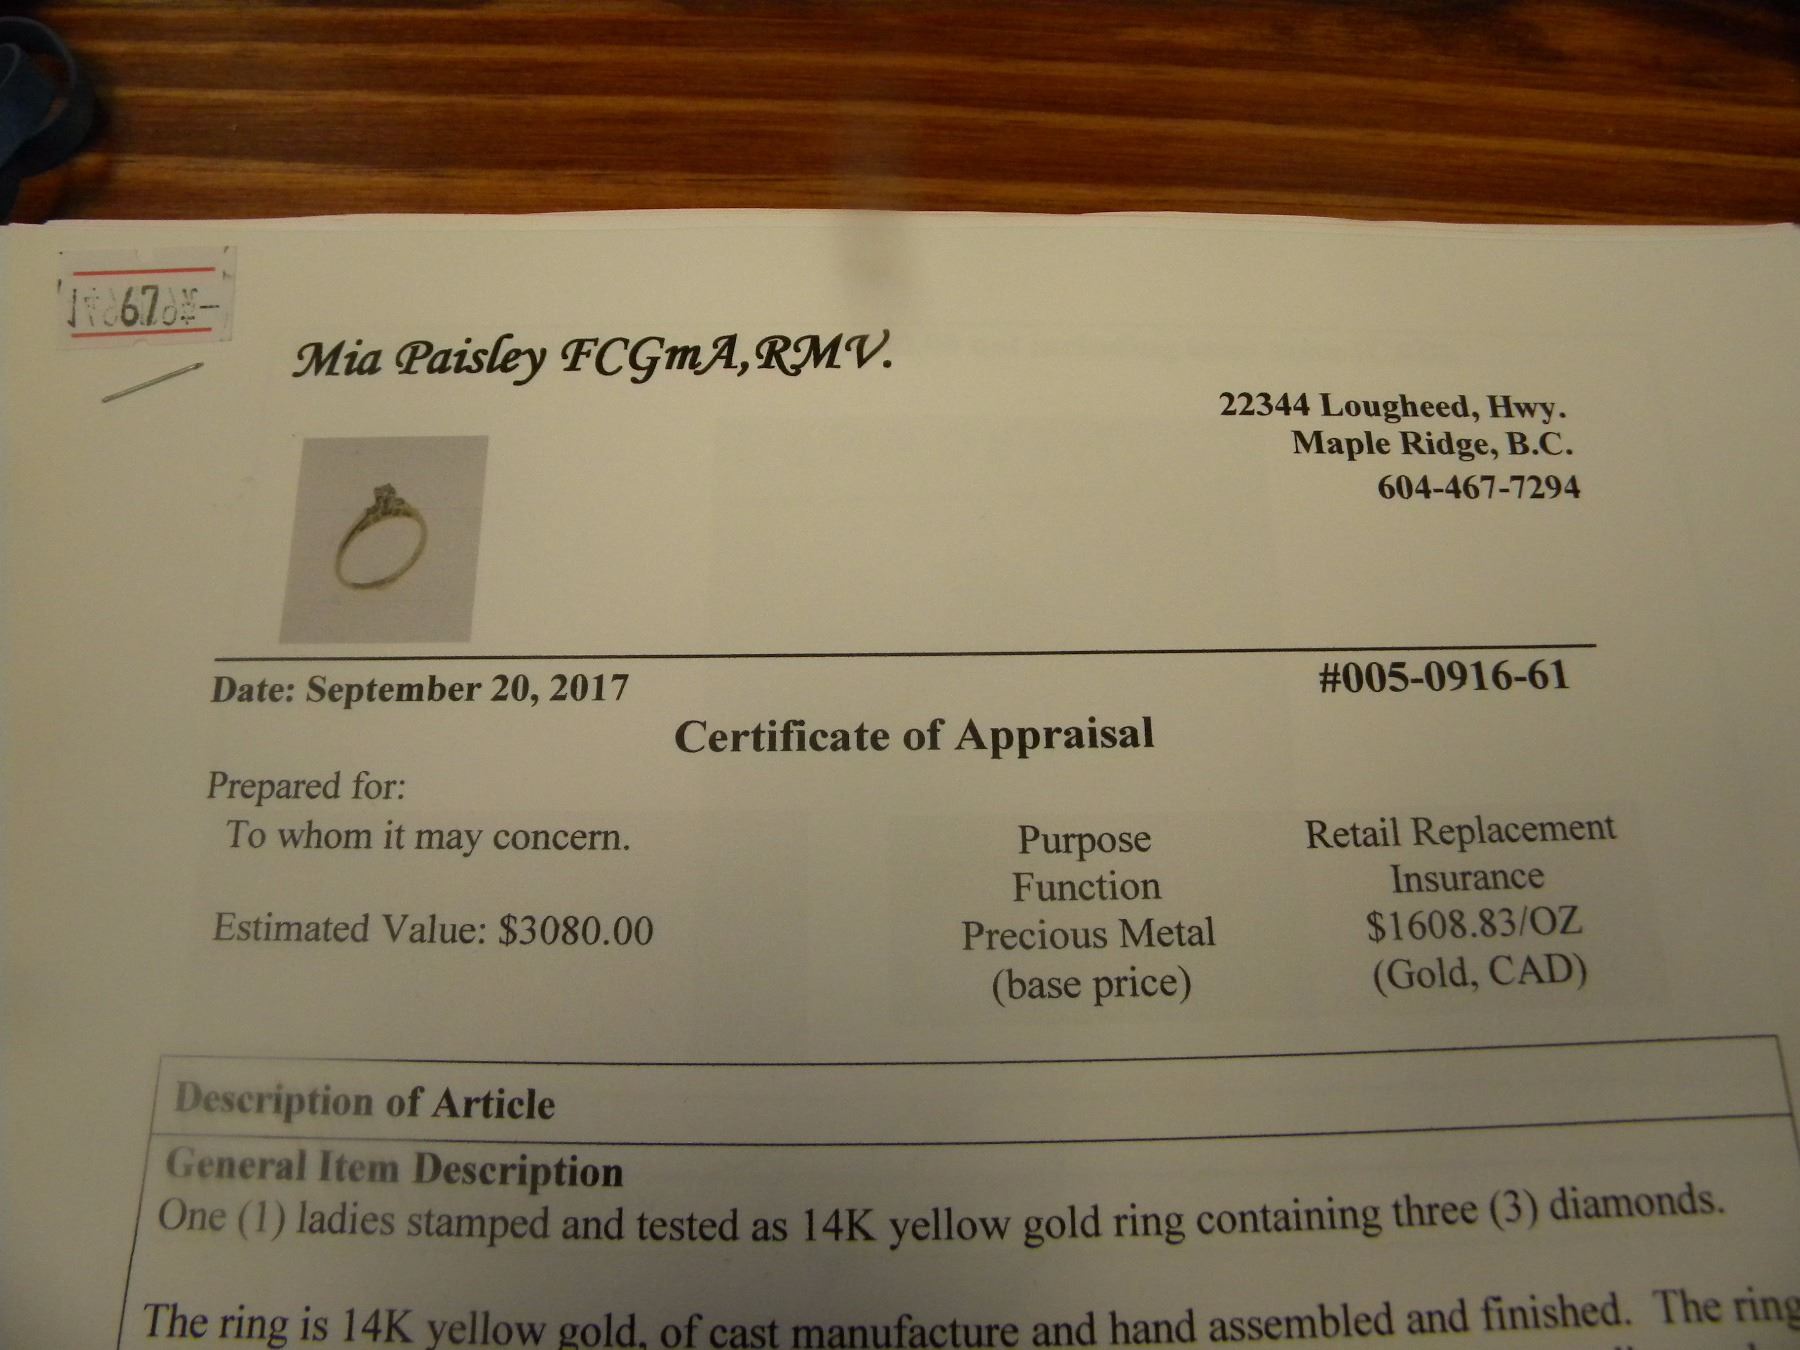 Mia Paisley FCGmA,RMV.
22344 Lougheed, Hwy.
Maple Ridge, B.C.
604-467-7294
Date: September 20, 2017
#005-0916-61
Certificate of Appraisal
Prepared for:
To whom it may concern.
Purpose Retail Replacement
Function Insurance
Estimated Value: $3080.00
Precious Metal $1608.83/OZ
(base price) (Gold, CAD)
Description of Article
General Item Description
One (1) ladies stamped and tested as 14K yellow gold ring containing three (3) diamonds.
The ring is 14K yellow gold, of cast manufacture and hand assembled and finished. The ring